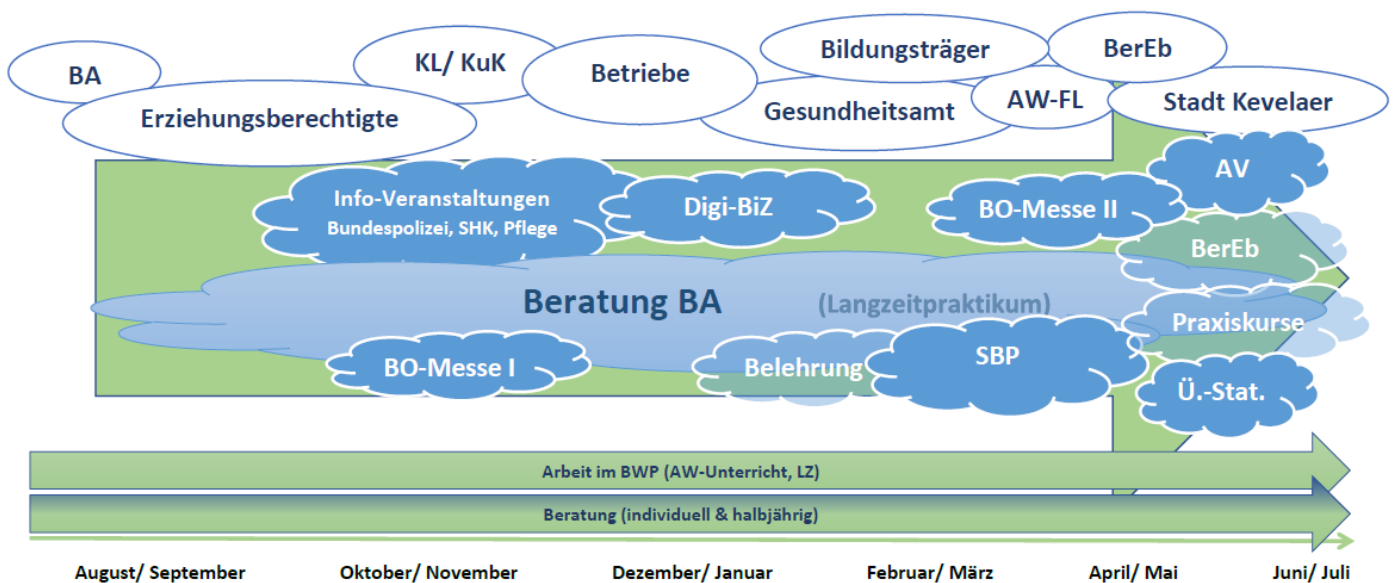 BA
Erziehungsberechtigte
KL/ KuK
Betriebe
Bildungsträger
Gesundheitsamt
AW-FL
BerEb
Stadt Kevelaer
Info-Veranstaltungen
Bundespolizei, SHK, Pflege
Digi-BiZ
BO-Messe II
AV
BerEb
Beratung BA
(Langzeitpraktikum)
Praxiskurse
BO-Messe I
Belehrung
SBP
Ü.-Stat.
Arbeit im BWP (AW-Unterricht, LZ)
Beratung (individuell & halbjährig)
August/ September
Oktober/ November
Dezember/ Januar
Februar/ März
April/ Mai
Juni/ Juli